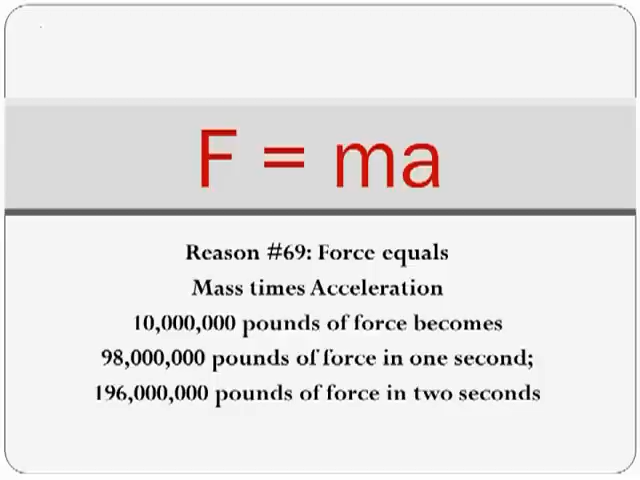 F = ma
Reason #69: Force equals
Mass times Acceleration
10,000,000 pounds of force becomes
98,000,000 pounds of force in one second;
196,000,000 pounds of force in two seconds